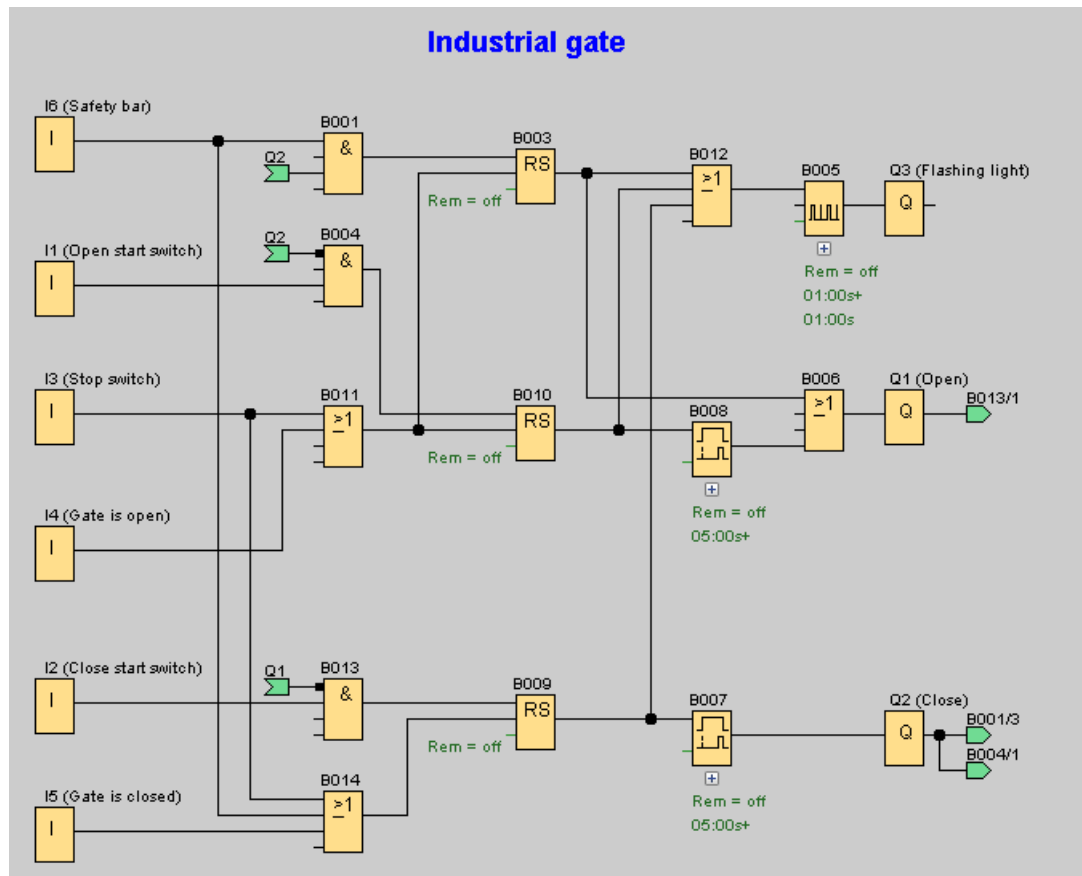 Industrial gate
I6 (Safety bar)
I
B001
&
Q2
B003
RS
Rem = off
B012
>1
B005
Q3 (Flashing light)
Q
Rem = off
01:00s+
01:00s
I1 (Open start switch)
I
Q2
B004
&
I3 (Stop switch)
I
B011
>1
B010
RS
Rem = off
B008
Rem = off
05:00s+
B006
>1
Q1 (Open)
Q
B013/1
I4 (Gate is open)
I
I2 (Close start switch)
I
Q1
B013
&
B009
RS
Rem = off
B007
Rem = off
05:00s+
Q2 (Close)
Q
B001/3
B004/1
I5 (Gate is closed)
I
B014
>1